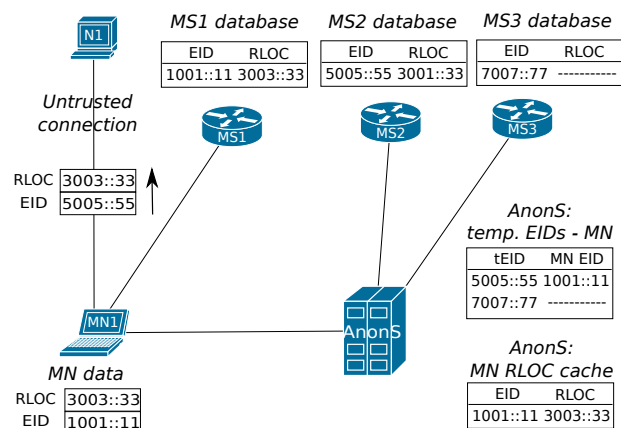 N1
MS1 database
EID RLOC
1001::11 3003::33
MS2 database
EID RLOC
5005::55 3001::33
MS3 database
EID RLOC
7007::77 -----------
Untrusted
connection
MS1
MS2
MS3
RLOC 3003::33
EID 5005::55
AnonS:
temp. EIDs - MN
tEID MN EID
5005::55 1001::11
7007::77 -----------
MN1
AnonS
MN data
RLOC 3003::33
EID 1001::11
AnonS:
MN RLOC cache
EID RLOC
1001::11 3003::33